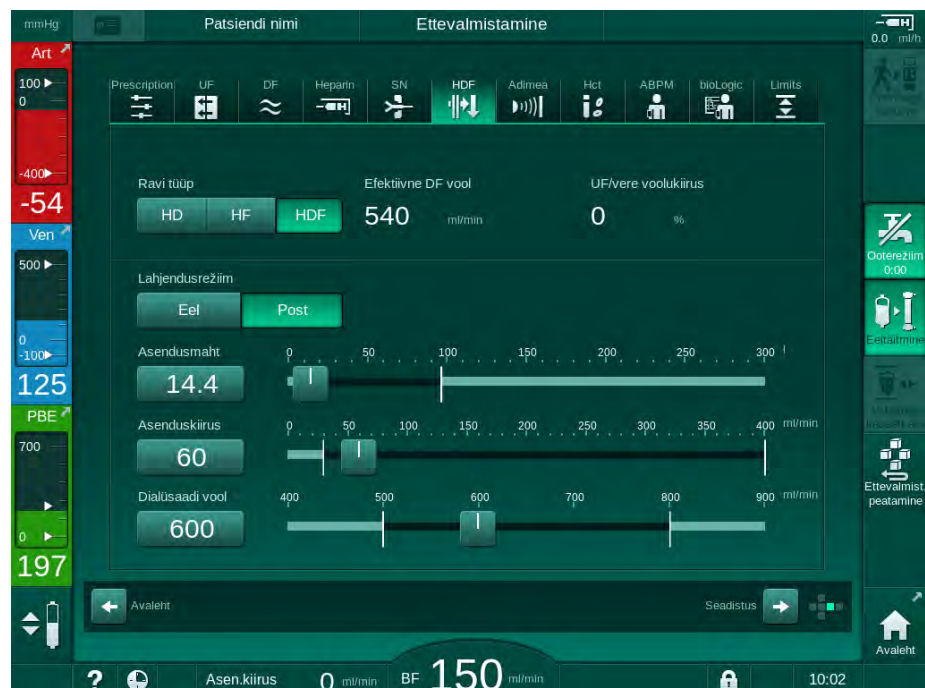 mmHg
Patsiendi nimi
Ettevalmistamine
0.0 ml/h
Art
100
0
-400
-54
Ven
500
0
-100
125
PBE
700
0
197
Prescription UF DF Heparin SN HDF Adimea Hct ABPM bioLogic Limits
Ravi tüüp
HD HF HDF
Efektiivne DF vool
540 ml/min
UF/vere voolukiirus
0 %
Lahjendusrežiim
Eel Post
Asendusmaht
14.4
0 50 100 150 200 250 300 l
Asenduskiirus
60
0 50 100 150 200 250 300 350 400 ml/min
Dialüsaadi vool
600
400 500 600 700 800 900 ml/min
Avaleht
Seadistus
Ooterežiim
0:00
Eeltäitmine
Ettevalmist.
peatamine
Avaleht
? Asen.kiirus 0 ml/min BF 150 ml/min 10:02